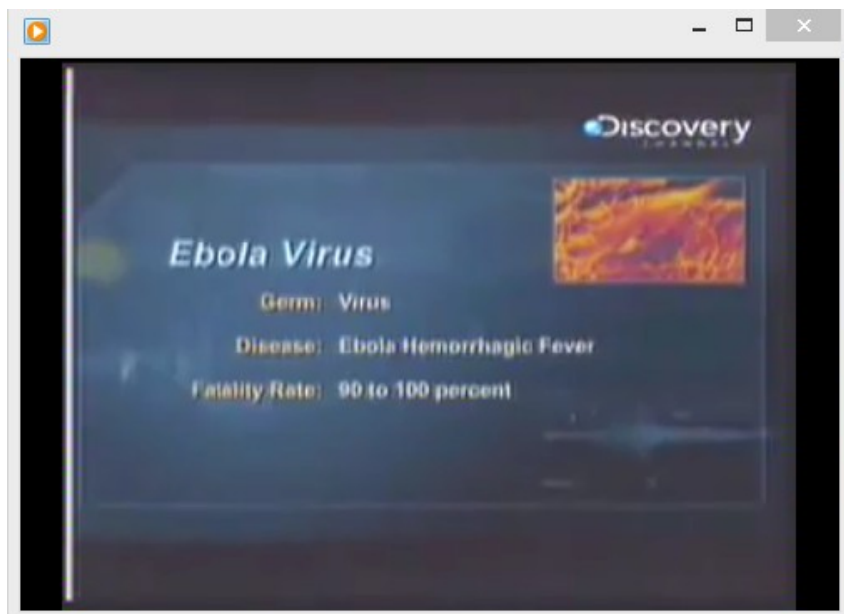 Discovery
CHANNEL
Ebola Virus
Germ: Virus
Disease: Ebola Hemorrhagic Fever
Fatality Rate: 90 to 100 percent